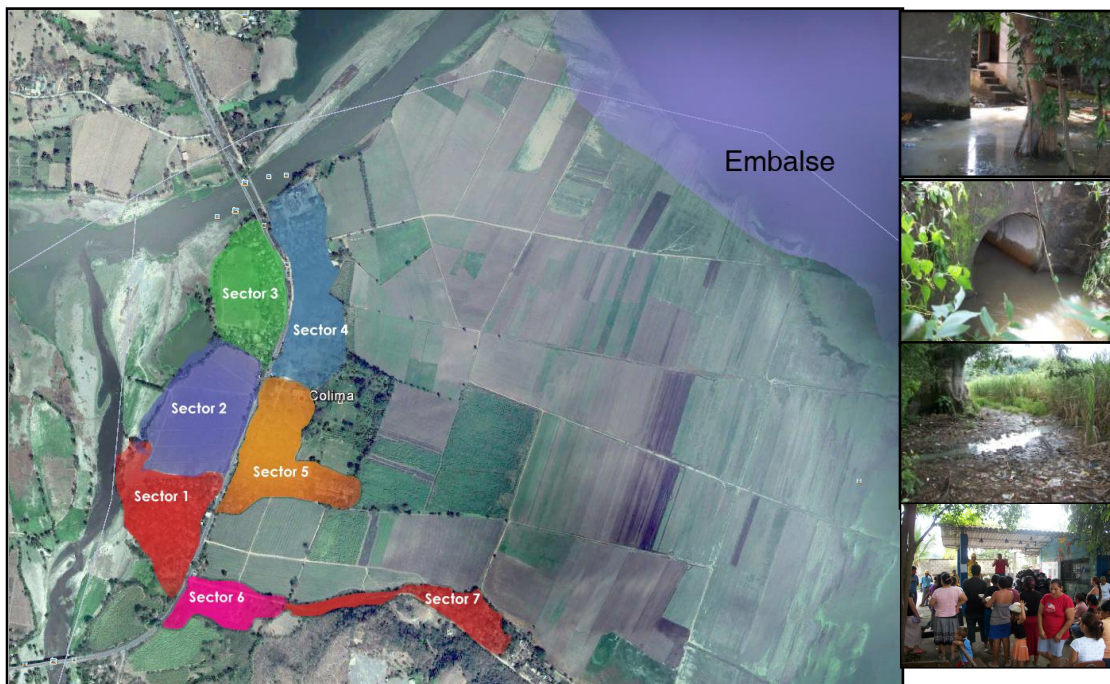 Embalse
Sector 3
Sector 4
Colima
Sector 2
Sector 5
Sector 1
Sector 6
Sector 7